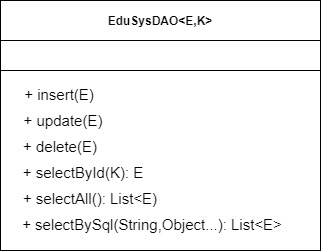 EduSysDAO<E,K>
+ insert(E)
+ update(E)
+ delete(E)
+ selectById(K): E
+ selectAll(): List<E)
+ selectBySql(String,Object...): List<E>